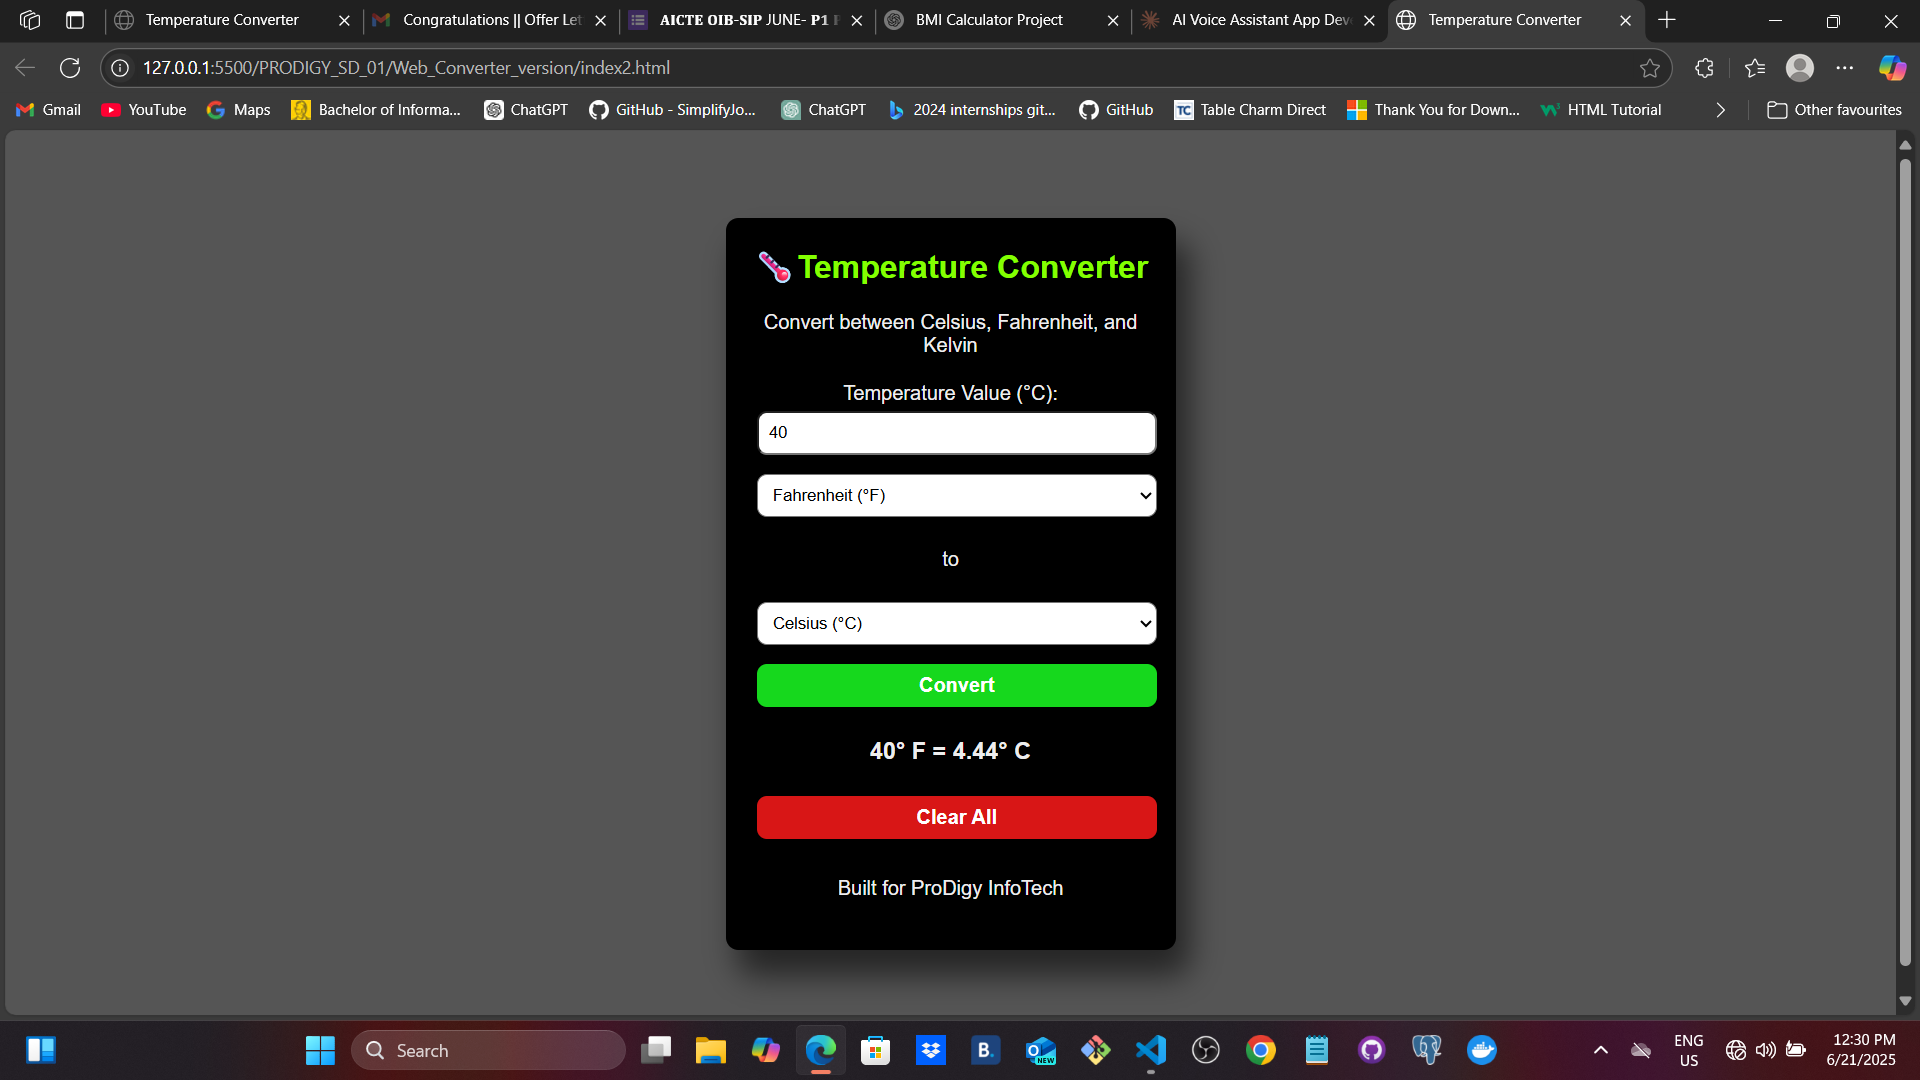 Temperature Converter
Congratulations || Offer Let
AICTE OIB-SIP JUNE- P1
BMI Calculator Project
AI Voice Assistant App Dev
Temperature Converter
127.0.0.1:5500/PRODIGY_SD_01/Web_Converter_version/index2.html
Gmail
YouTube
Maps
Bachelor of Informa...
ChatGPT
GitHub - SimplifyJo...
ChatGPT
2024 internships git...
GitHub
TC Table Charm Direct
Thank You for Down...
HTML Tutorial
Other favourites
Temperature Converter
Convert between Celsius, Fahrenheit, and
Kelvin
Temperature Value (°C):
40
Fahrenheit (°F)
to
Celsius (°C)
Convert
40° F = 4.44° C
Clear All
Built for ProDigy InfoTech
Search
B.
NEW
ENG
US
12:30 PM
6/21/2025